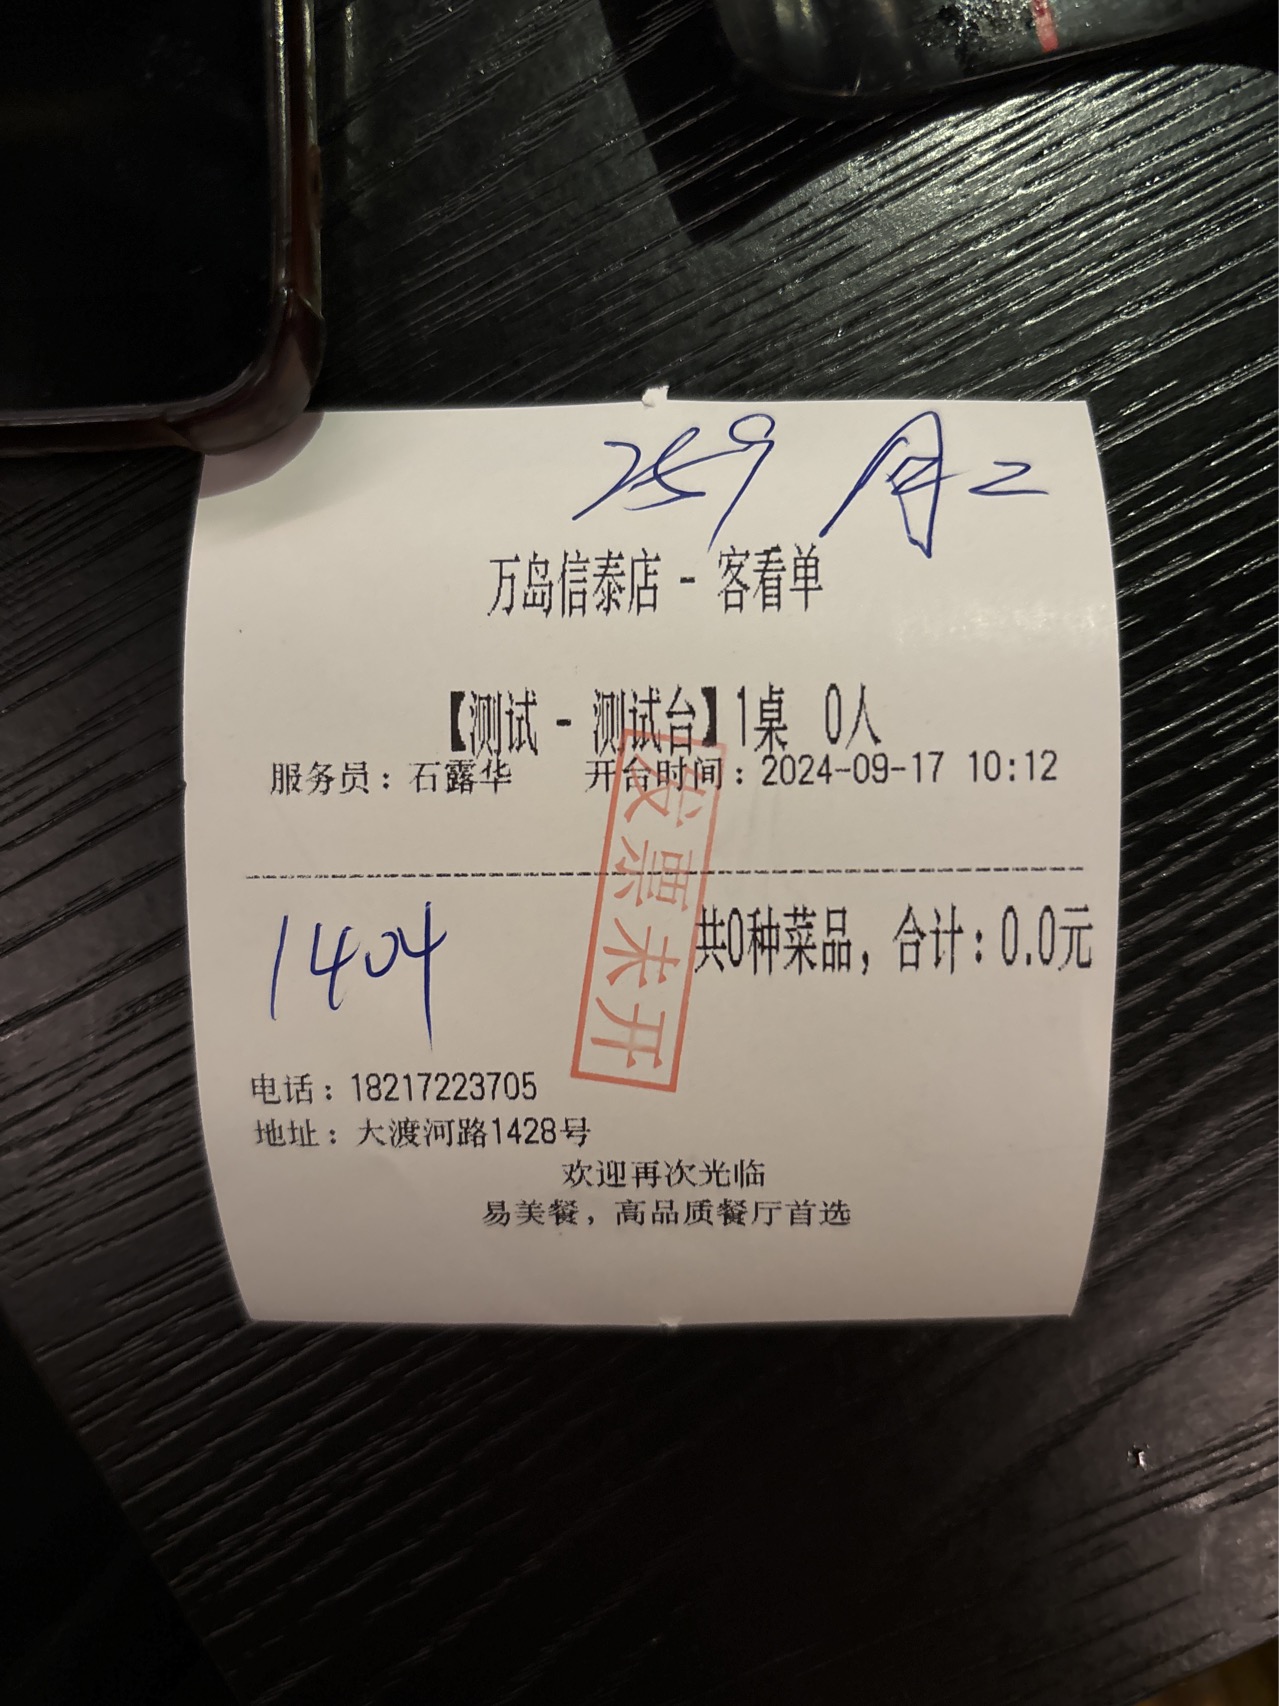 259 月二
万岛信泰店 - 客看单
【测试 - 测试台】1桌 0人
服务员：石露华 开台时间：2024-09-17 10:12
发票未开
共0种菜品，合计：0.0元
1404
电话：18217223705
地址：大渡河路1428号
欢迎再次光临
易美餐，高品质餐厅首选